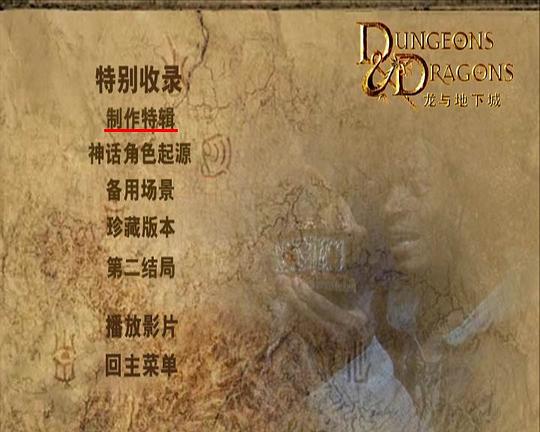 DUNGEONS
& DRAGONS
龙与地下城
特别收录
制作特辑
神话角色起源
备用场景
珍藏版本
第二结局
播放影片
回主菜单